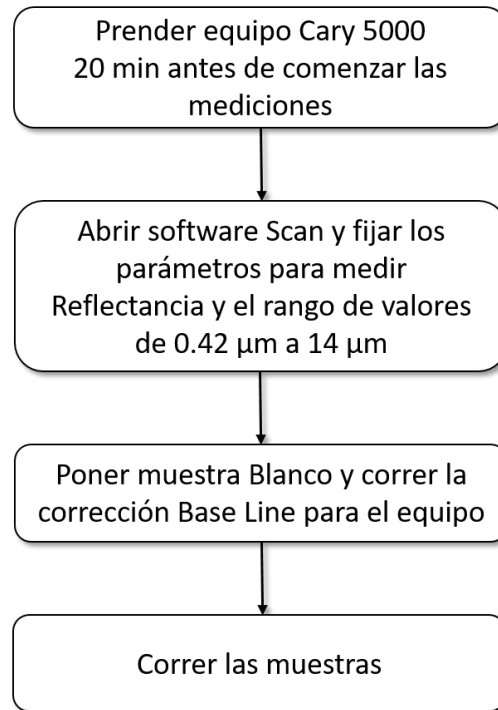 Prender equipo Cary 5000
20 min antes de comenzar las
mediciones
Abrir software Scan y fijar los
parámetros para medir
Reflectancia y el rango de valores
de 0.42 μm a 14 μm
Poner muestra Blanco y correr la
corrección Base Line para el equipo
Correr las muestras